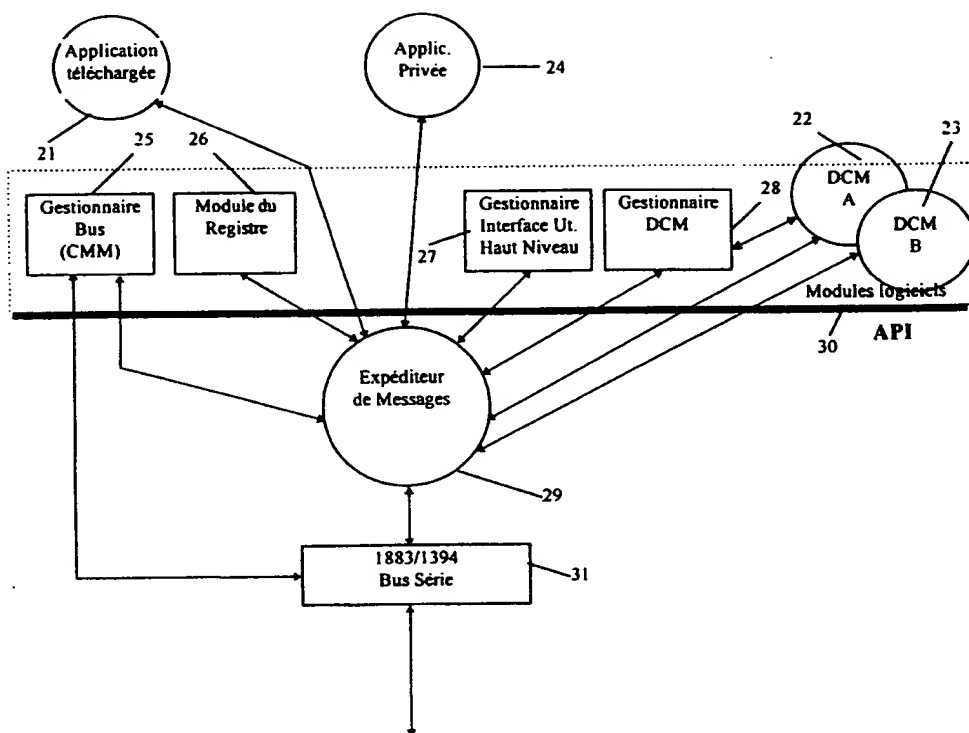 Application
téléchargée
Applic.
Privée
24
21
25
26
22
23
Gestionnaire
Bus
(CMM)
Module du
Registre
27
Gestionnaire
Interface Ut.
Haut Niveau
Gestionnaire
DCM
28
DCM
A
DCM
B
Modules logiciels
API
30
Expéditeur
de Messages
29
1883/1394
Bus Série
31